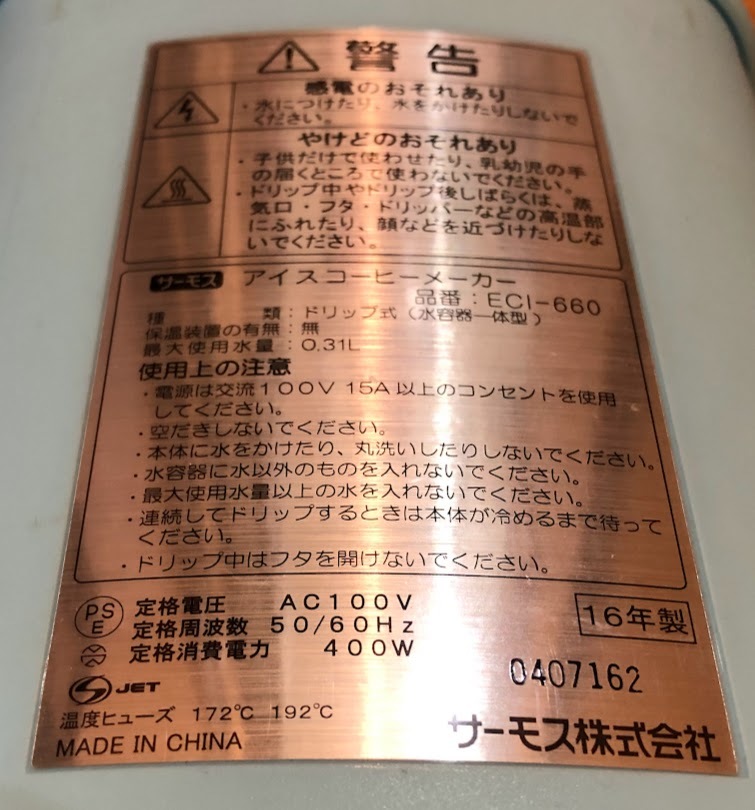 警告
感電のおそれあり
・水につけたり、水をかけたりしないで
ください。
やけどのおそれあり
・子供だけで使わせたり、乳幼児の手
の届くところで使わないでください。
・ドリップ中やドリップ後しばらくは、蒸
気口・フタ・ドリッパーなどの高温部
にふれたり、顔などを近づけたりしな
いでください。
サーモス アイスコーヒーメーカー
品番：ECI-660
種類：ドリップ式（水容器一体型）
保温装置の有無：無
最大使用水量：0.31L
使用上の注意
・電源は交流100V 15A以上のコンセントを使用
してください。
・空だきしないでください。
・本体に水をかけたり、丸洗いしたりしないでください。
・水容器に水以外のものを入れないでください。
・最大使用水量以上の水を入れないでください。
・連続してドリップするときは本体が冷めるまで待って
ください。
・ドリップ中はフタを開けないでください。
PS
E
定格電圧 AC100V
定格周波数 50/60Hz
定格消費電力 400W
16年製
JET
0407162
温度ヒューズ 172℃ 192℃
MADE IN CHINA
サーモス株式会社